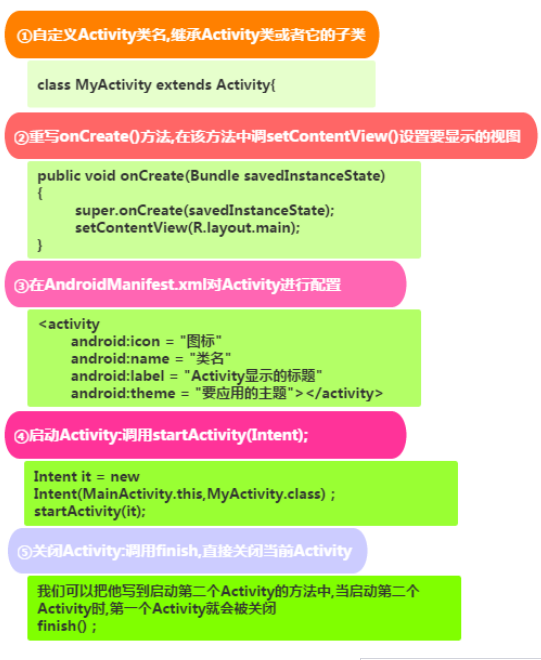 ①自定义Activity类名,继承Activity类或者它的子类
class MyActivity extends Activity{
②重写onCreate()方法,在该方法中调setContentView()设置要显示的视图
public void onCreate(Bundle savedInstanceState)
{
super.onCreate(savedInstanceState);
setContentView(R.layout.main);
}
③在AndroidManifest.xml对Activity进行配置
<activity
android:icon = "图标"
android:name = "类名"
android:label = "Activity显示的标题"
android:theme = "要应用的主题"></activity>
④启动Activity:调用startActivity(Intent);
Intent it = new
Intent(MainActivity.this,MyActivity.class) ;
startActivity(it);
⑤关闭Activity:调用finish,直接关闭当前Activity
我们可以把他写到启动第二个Activity的方法中,当启动第二个
Activity时,第一个Activity就会被关闭
finish() ;